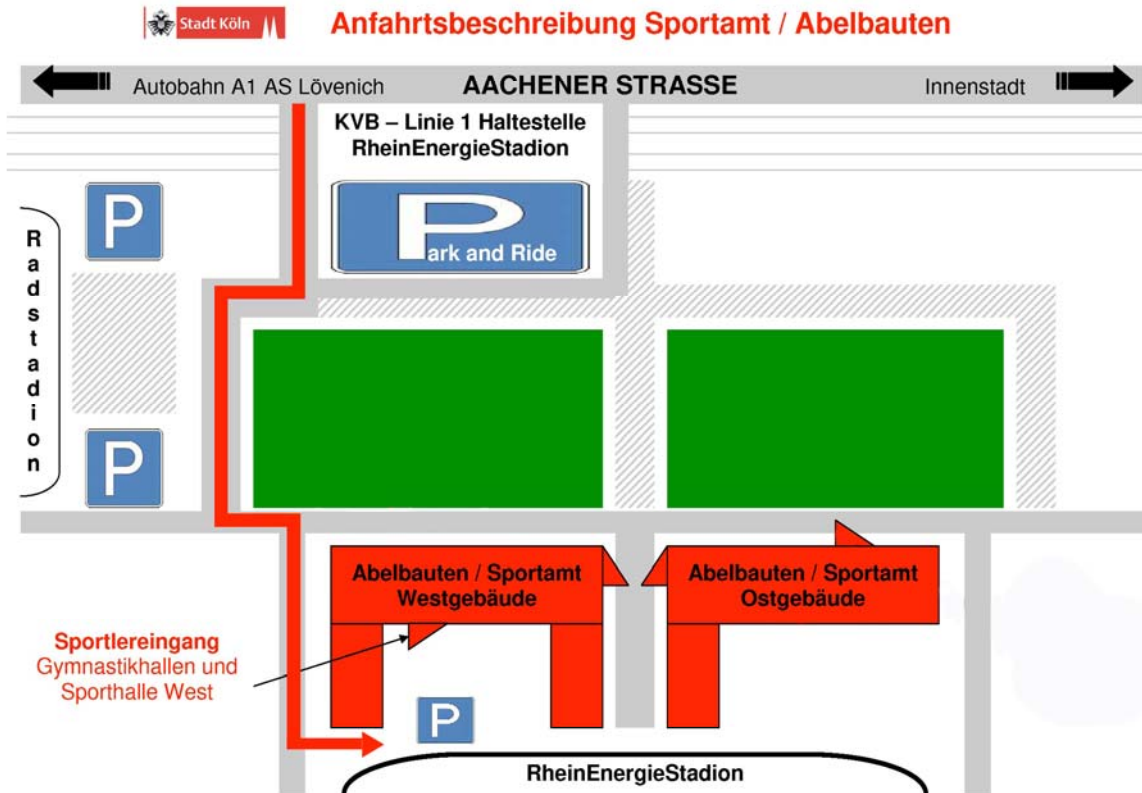 Stadt Köln
Anfahrtsbeschreibung Sportamt / Abelbauten
Autobahn A1 AS Lövenich
AACHENER STRASSE
Innenstadt
KVB – Linie 1 Haltestelle
RheinEnergieStadion
P
Park and Ride
Radstadion
P
Abelbauten / Sportamt
Westgebäude
Abelbauten / Sportamt
Ostgebäude
Sportlereingang
Gymnastikhallen und
Sporthalle West
P
RheinEnergieStadion